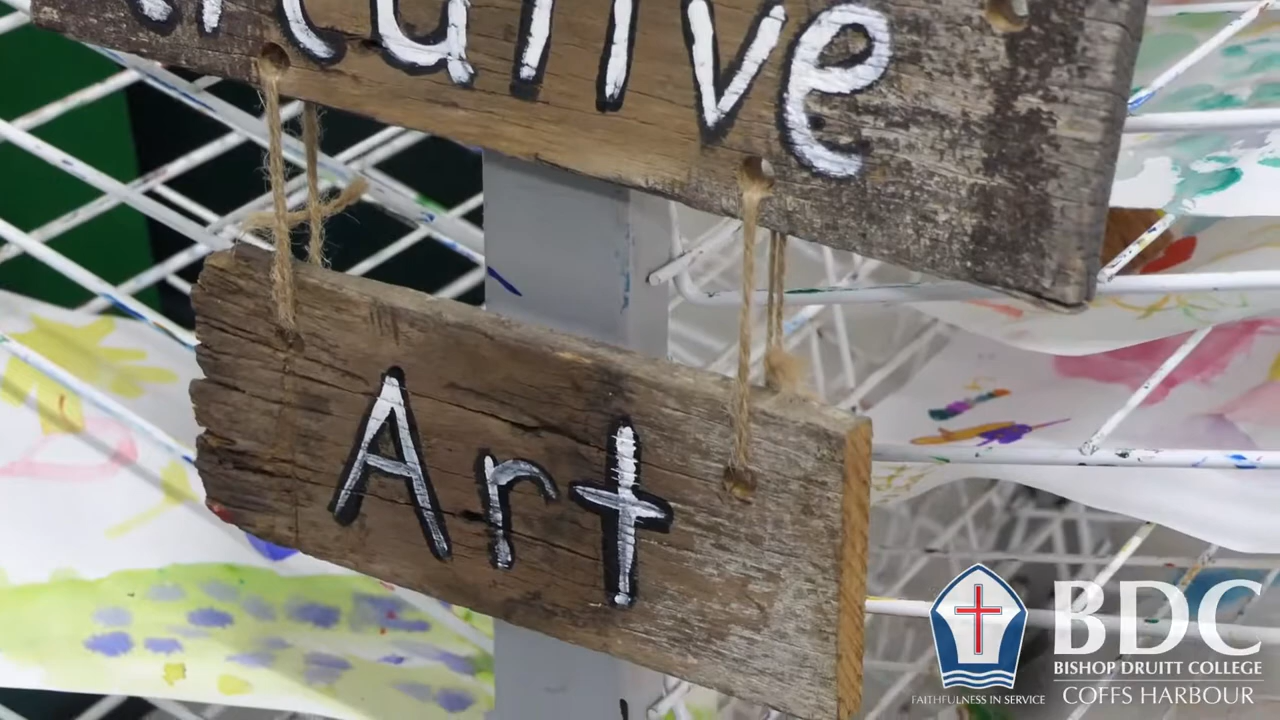 Art
BDC
BISHOP DRUITT COLLEGE
FAITHFULNESS IN SERVICE
COFFS HARBOUR